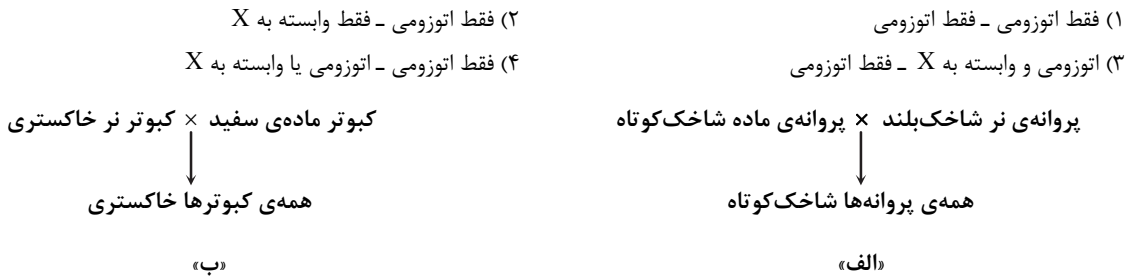 ۱) فقط اتوزومی ـ فقط اتوزومی ۲) فقط اتوزومی ـ فقط وابسته به X
۳) اتوزومی و وابسته به X ـ فقط اتوزومی ۴) فقط اتوزومی ـ اتوزومی یا وابسته به X
پروانه‌ی نر شاخک‌بلند × پروانه‌ی ماده شاخک‌کوتاه کبوتر ماده‌ی سفید × کبوتر نر خاکستری
همه‌ی پروانه‌ها شاخک‌کوتاه همه‌ی کبوترها خاکستری
«الف» «ب»